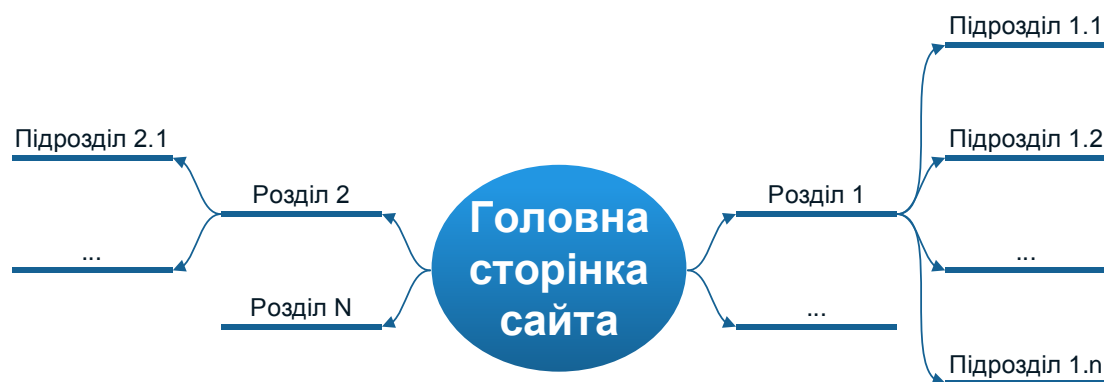 Підрозділ 1.1
Підрозділ 2.1
Підрозділ 1.2
Розділ 2
Головна
сторінка
сайта
Розділ 1
...
...
Розділ N
...
Підрозділ 1.n